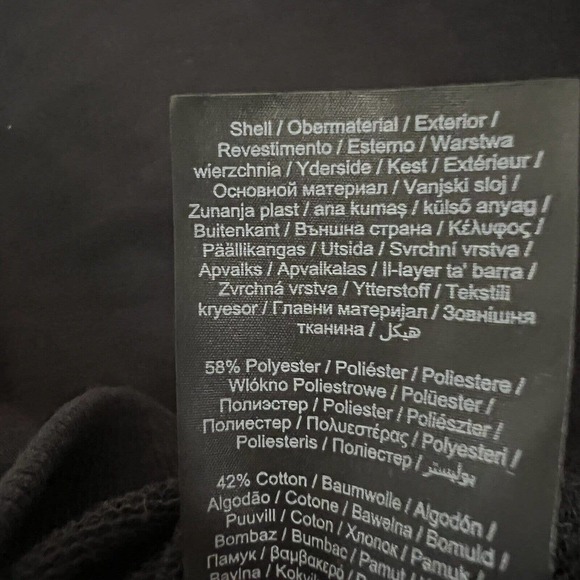 Shell / Obermaterial / Exterior /
Revestimento / Esterno / Warstwa
wierzchnia / Yderside / Kest / Extérieur /
Основной материал / Vanjski sloj /
Zunanja plast / ana kumaş / külső anyag /
Buitenkant / Външна страна / Κέλυφος /
Päällikangas / Utsida / Svrchní vrstva /
Apvalks / Apvalkalas / Il-layer ta' barra /
Zvrchná vrstva / Ytterstoff / Tekstili
kryesor / Главни материјал / Зовнішня
тканина / هيكل /
58% Polyester / Poliéster / Poliestere /
Wlókno Poliestrowe / Polüester /
Полиэстер / Poliester / Poliészter /
Полиестер / Πολυεστέρας / Polyesteri /
Poliesteris / Поліестер / بوليستر /
42% Cotton / Baumwolle / Algodón /
Algodão / Cotone / Bawełna / Bomuld /
Puuvill / Coton / Хлопок / Pamuk /
Bombaz / Bumbac / Pamut /
Памук / βαμβακερό /
Bavlna /